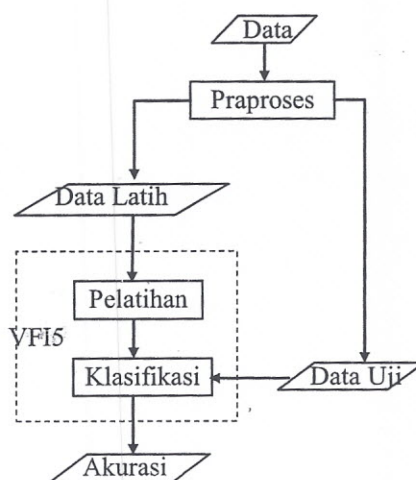 Data
Praproses
Data Latih
Pelatihan
VFI5
Klasifikasi
Data Uji
Akurasi